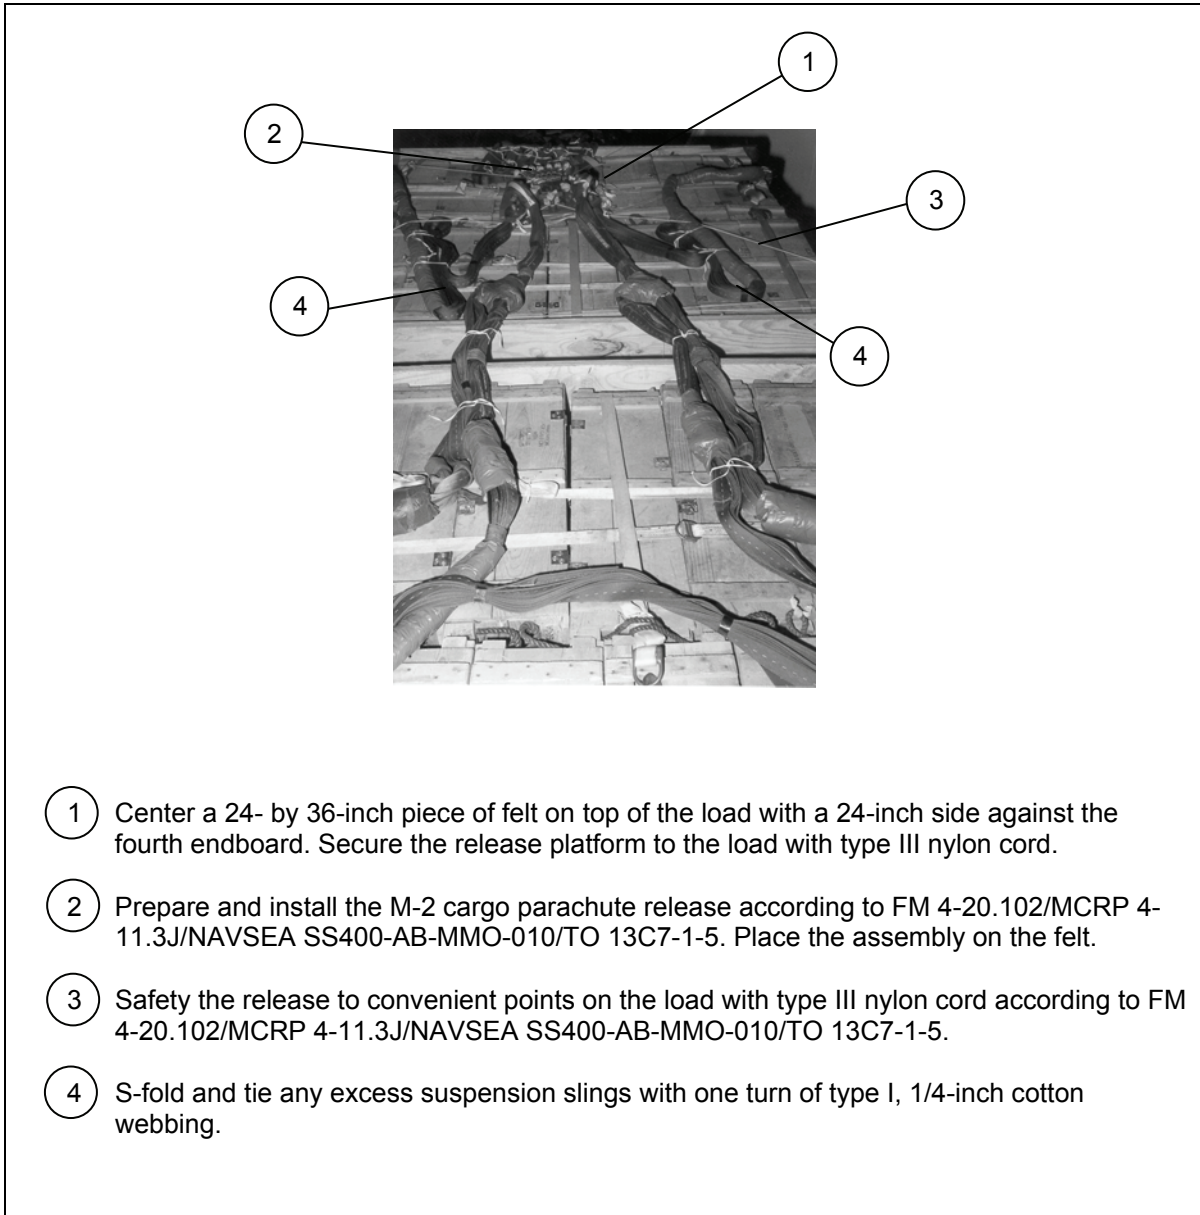 1
2
3
4
4
1 Center a 24- by 36-inch piece of felt on top of the load with a 24-inch side against the
fourth endboard. Secure the release platform to the load with type III nylon cord.
2 Prepare and install the M-2 cargo parachute release according to FM 4-20.102/MCRP 4-
11.3J/NAVSEA SS400-AB-MMO-010/TO 13C7-1-5. Place the assembly on the felt.
3 Safety the release to convenient points on the load with type III nylon cord according to FM
4-20.102/MCRP 4-11.3J/NAVSEA SS400-AB-MMO-010/TO 13C7-1-5.
4 S-fold and tie any excess suspension slings with one turn of type I, 1/4-inch cotton
webbing.